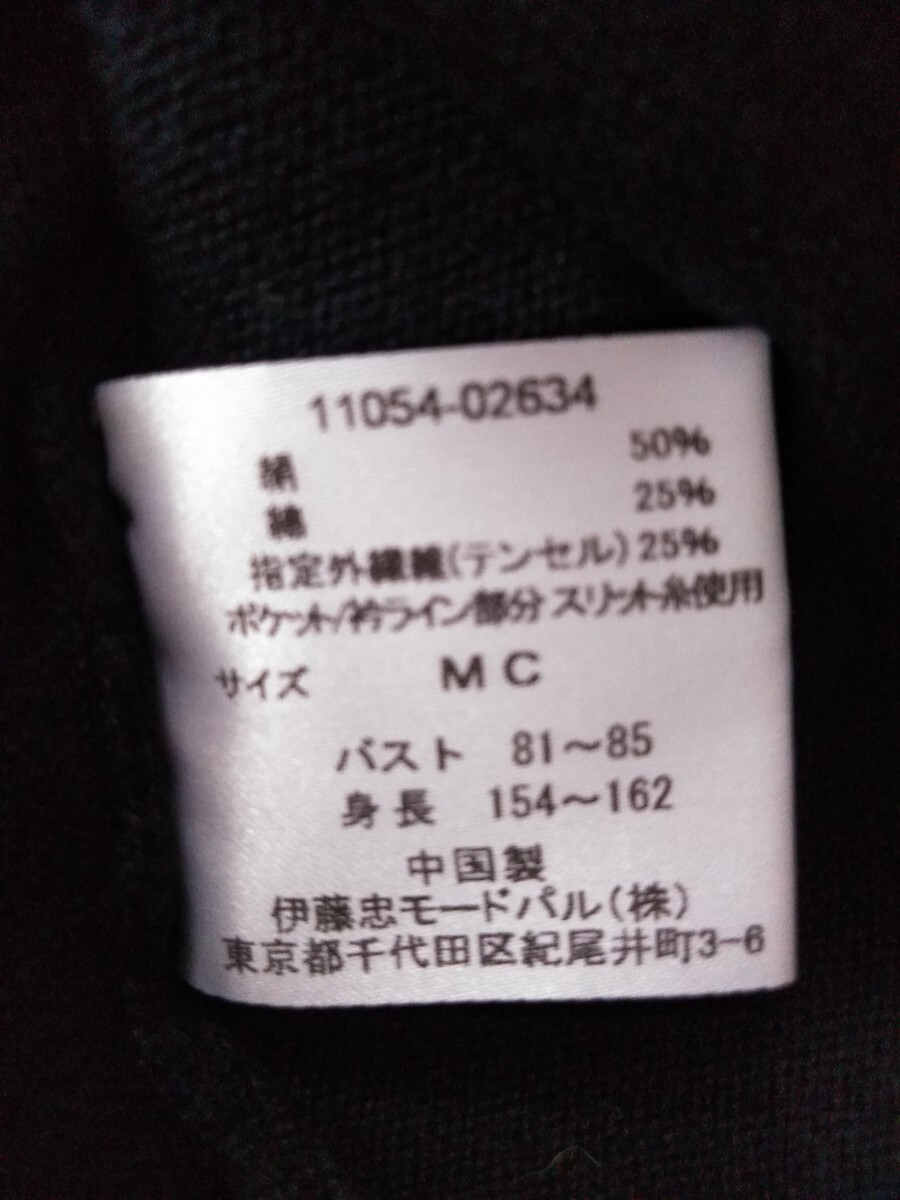 11054-02634
絹 50%
綿 25%
指定外繊維(テンセル) 25%
ポケット/衿ライン部分 スリット糸使用
サイズ MC
バスト 81～85
身長 154～162
中国製
伊藤忠モードパル(株)
東京都千代田区紀尾井町3-6